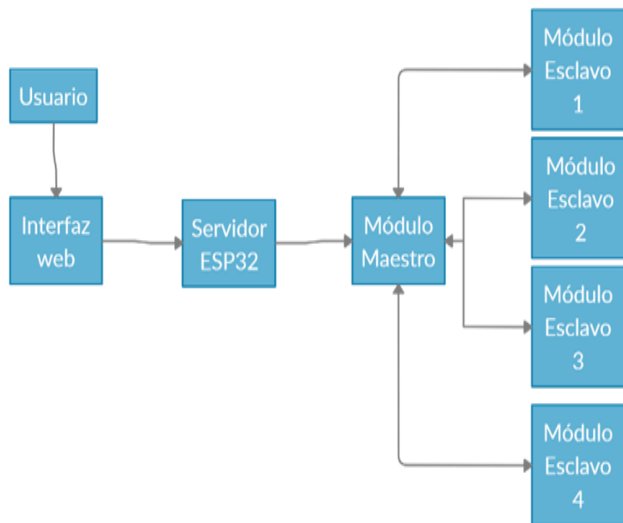 Usuario
Interfaz
web
Servidor
ESP32
Módulo
Maestro
Módulo
Esclavo
1
Módulo
Esclavo
2
Módulo
Esclavo
3
Módulo
Esclavo
4